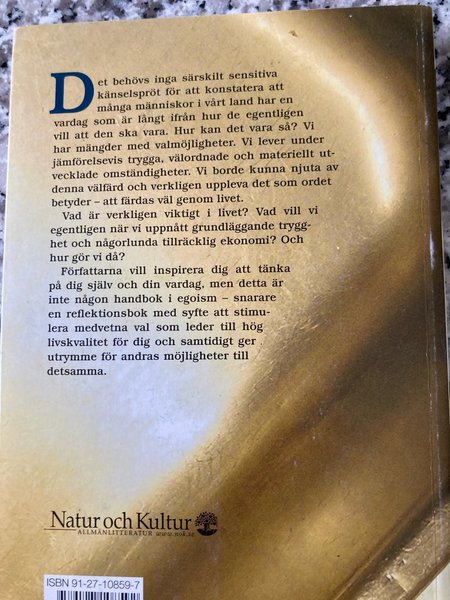 Det behövs inga särskilt sensitiva
känselspröt för att konstatera att
många människor i vårt land har en
vardag som är långt ifrån hur de egentligen
vill att den ska vara. Hur kan det vara så? Vi
har mängder med valmöjligheter. Vi lever under
jämförelsevis trygga, välordnade och materiellt ut-
vecklade omständigheter. Vi borde kunna njuta av
denna välfärd och verkligen uppleva det som ordet
betyder – att färdas väl genom livet.
Vad är verkligen viktigt i livet? Vad vill vi
egentligen när vi uppnått grundläggande trygg-
het och någorlunda tillräcklig ekonomi? Och
hur gör vi då?
Författarna vill inspirera dig att tänka
på dig själv och din vardag, men detta är
inte någon handbok i egoism – snarare
en reflektionsbok med syfte att stimu-
lera medvetna val som leder till hög
livskvalitet för dig och samtidigt ger
utrymme för andras möjligheter till
detsamma.
Natur och Kultur
ALLMÄNLITTERATUR www.nok.se
ISBN 91-27-10859-7